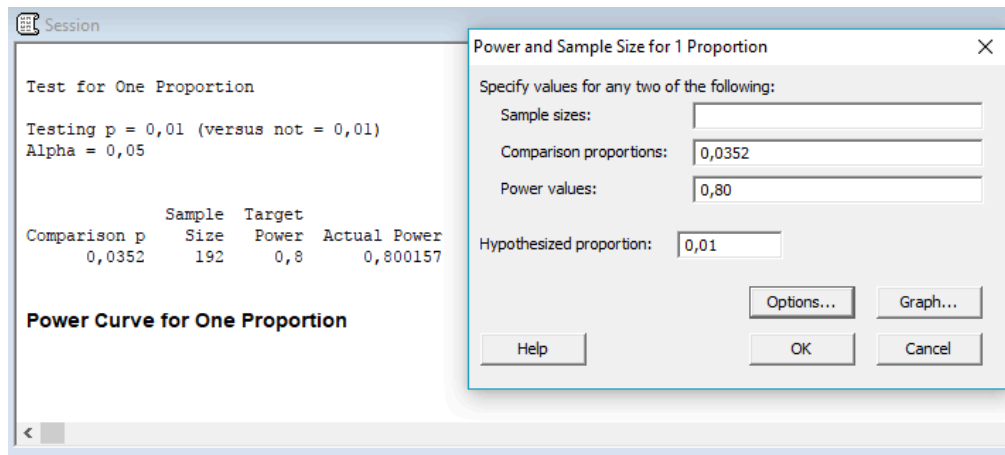 Session
Test for One Proportion
Testing p = 0,01 (versus not = 0,01)
Alpha = 0,05
Sample Target
Comparison p Size Power Actual Power
0,0352 192 0,8 0,800157
Power Curve for One Proportion
Power and Sample Size for 1 Proportion
Specify values for any two of the following:
Sample sizes:
Comparison proportions: 0,0352
Power values: 0,80
Hypothesized proportion: 0,01
Options... Graph...
Help OK Cancel